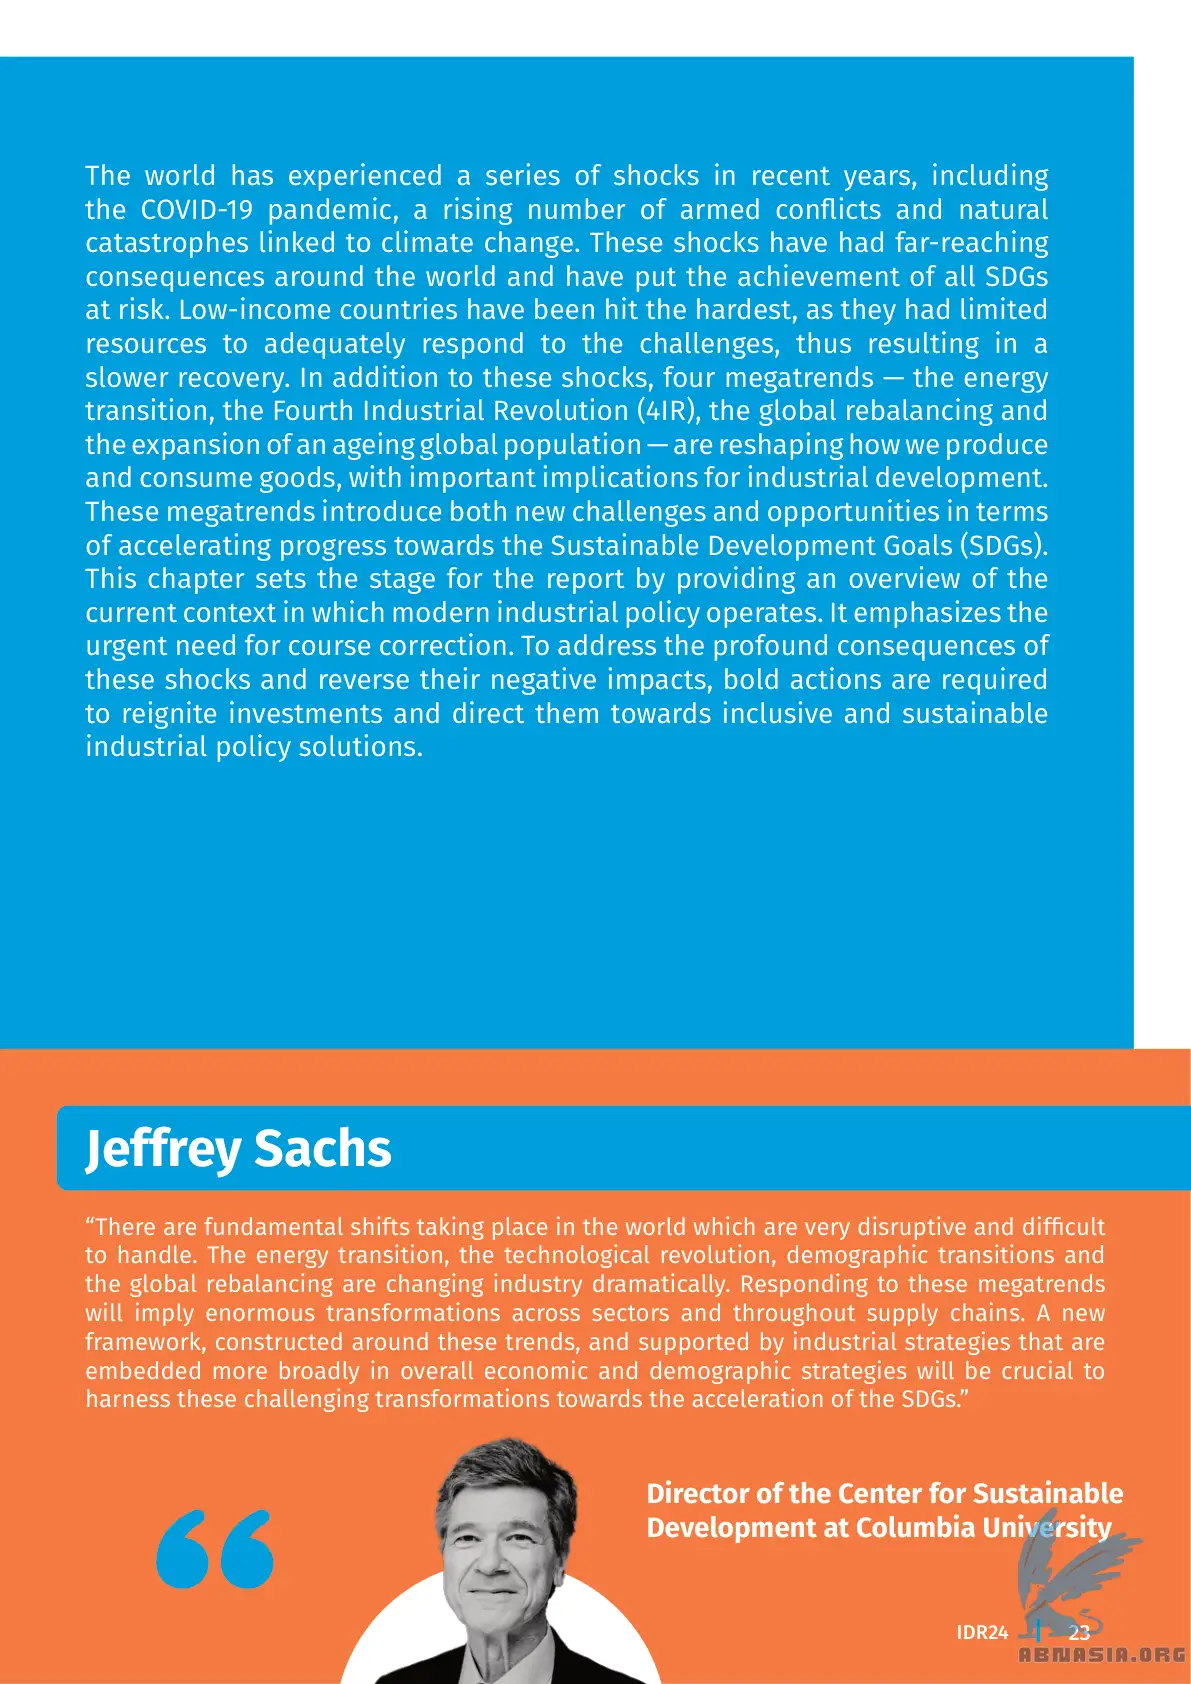 The world has experienced a series of shocks in recent years, including
the COVID-19 pandemic, a rising number of armed conflicts and natural
catastrophes linked to climate change. These shocks have had far-reaching
consequences around the world and have put the achievement of all SDGs
at risk. Low-income countries have been hit the hardest, as they had limited
resources to adequately respond to the challenges, thus resulting in a
slower recovery. In addition to these shocks, four megatrends — the energy
transition, the Fourth Industrial Revolution (4IR), the global rebalancing and
the expansion of an ageing global population — are reshaping how we produce
and consume goods, with important implications for industrial development.
These megatrends introduce both new challenges and opportunities in terms
of accelerating progress towards the Sustainable Development Goals (SDGs).
This chapter sets the stage for the report by providing an overview of the
current context in which modern industrial policy operates. It emphasizes the
urgent need for course correction. To address the profound consequences of
these shocks and reverse their negative impacts, bold actions are required
to reignite investments and direct them towards inclusive and sustainable
industrial policy solutions.
Jeffrey Sachs
“There are fundamental shifts taking place in the world which are very disruptive and difficult
to handle. The energy transition, the technological revolution, demographic transitions and
the global rebalancing are changing industry dramatically. Responding to these megatrends
will imply enormous transformations across sectors and throughout supply chains. A new
framework, constructed around these trends, and supported by industrial strategies that are
embedded more broadly in overall economic and demographic strategies will be crucial to
harness these challenging transformations towards the acceleration of the SDGs.”
Director of the Center for Sustainable
Development at Columbia University
IDR24 | 23
ABNASIA.ORG